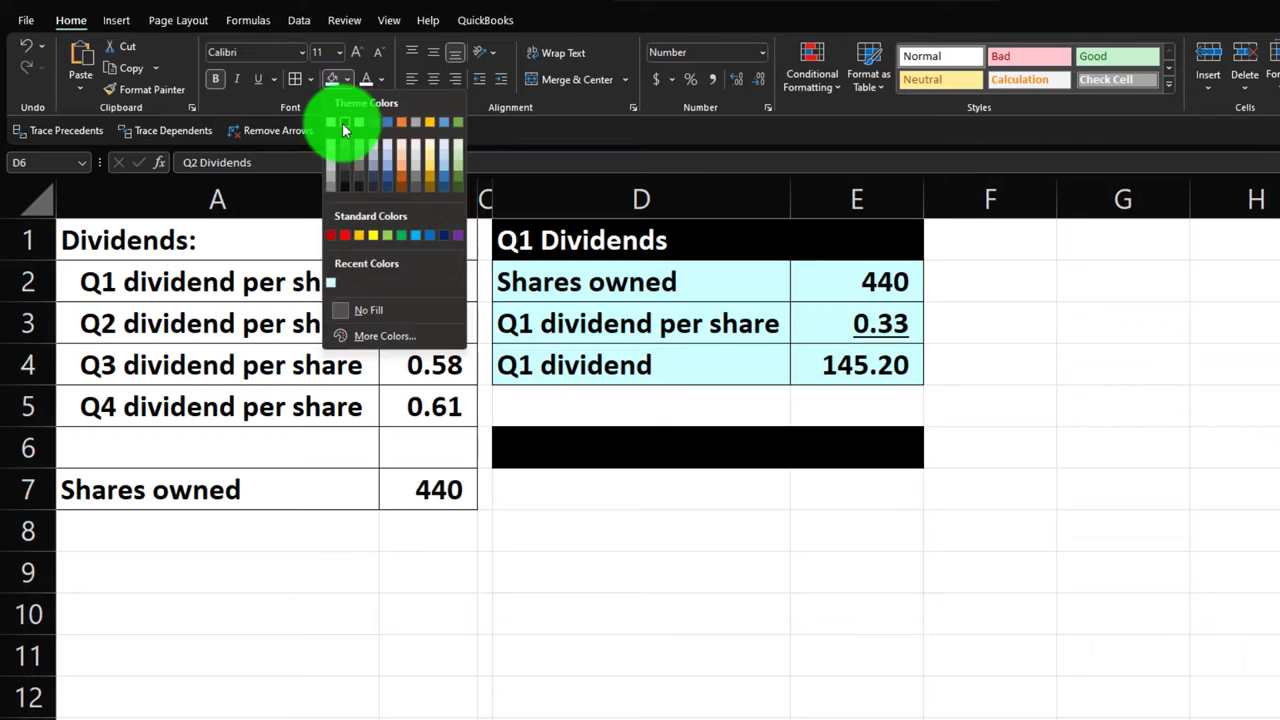 File Home Insert Page Layout Formulas Data Review View Help QuickBooks
Cut
Copy
Format Painter
Paste
Calibri 11 A A
B I U A
Wrap Text
Merge & Center
Number
$ % ,
Conditional Formatting
Format as Table
Normal Bad Good
Neutral Calculation Check Cell
Insert Delete
Undo Clipboard Font Alignment Number Styles Cells
Trace Precedents Trace Dependents Remove Arrows
D6 fx Q2 Dividends
Theme Colors
Standard Colors
Recent Colors
No Fill
More Colors...
A C D E F G H
1 Dividends: Q1 Dividends
2 Q1 dividend per sh Shares owned 440
3 Q2 dividend per sh Q1 dividend per share 0.33
4 Q3 dividend per share 0.58 Q1 dividend 145.20
5 Q4 dividend per share 0.61
6
7 Shares owned 440
8
9
10
11
12